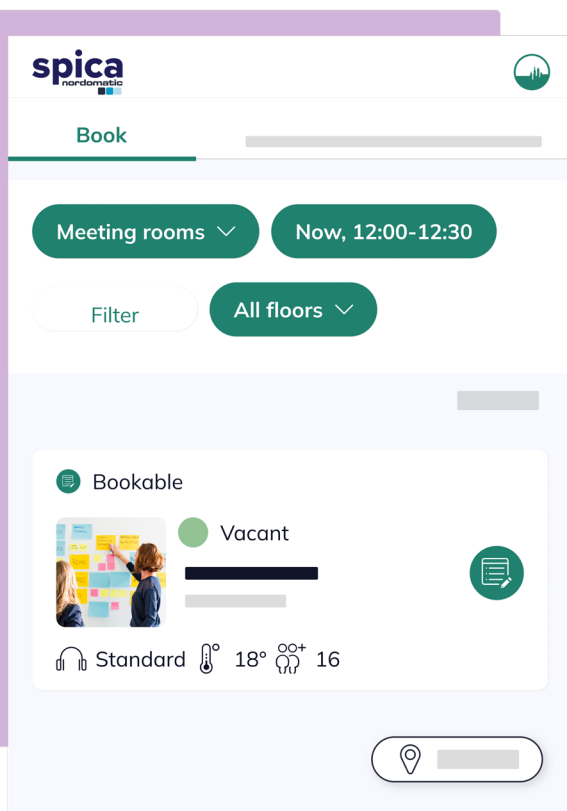 spica
nordomatic
Book
Meeting rooms
Now, 12:00-12:30
Filter
All floors
Bookable
Vacant
Standard 18° 16